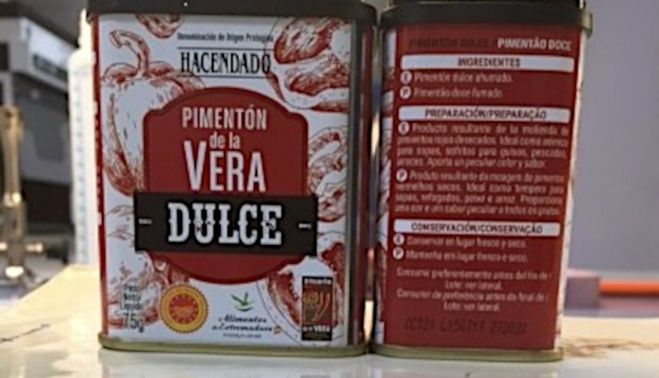 Denominación de Origen Protegida
HACENDADO
PIMENTÓN
de la
VERA
DULCE
Peso
Neto
75g
Alimentos
de Extremadura
VERA
PIMENTÓN DULCE/ PIMENTÃO DOCE
INGREDIENTES
E Pimentón dulce ahumado.
P Pimentão doce fumado.
PREPARACIÓN/PREPARAÇÃO
E Producto resultante de la molienda de
pimientos rojos desecados. Ideal como aderezo
para sopas, sofritos para guisos, pescados,
arroces. Aporta un peculiar color y sabor.
P Produto resultante da moagem de pimentos
vermelhos secos. Ideal como tempero para
sopas, refogados, peixe e arroz. Proporciona
uma cor e um sabor peculiar a todos os pratos.
CONSERVACIÓN/CONSERVAÇÃO
E Conservar en lugar fresco y seco.
P Mantenha em lugar fresco e seco.
Consumir preferentemente antes del fin de /
Lote: ver lateral.
Consumir de preferência antes do final de /
Lote: ver lateral.
OCT21 L150719